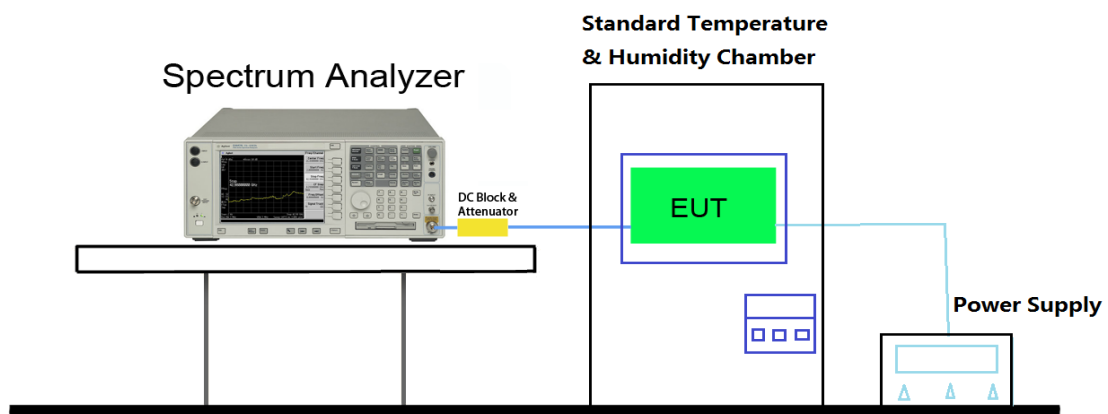 Standard Temperature
& Humidity Chamber
Spectrum Analyzer
DC Block &
Attenuator
EUT
Power Supply